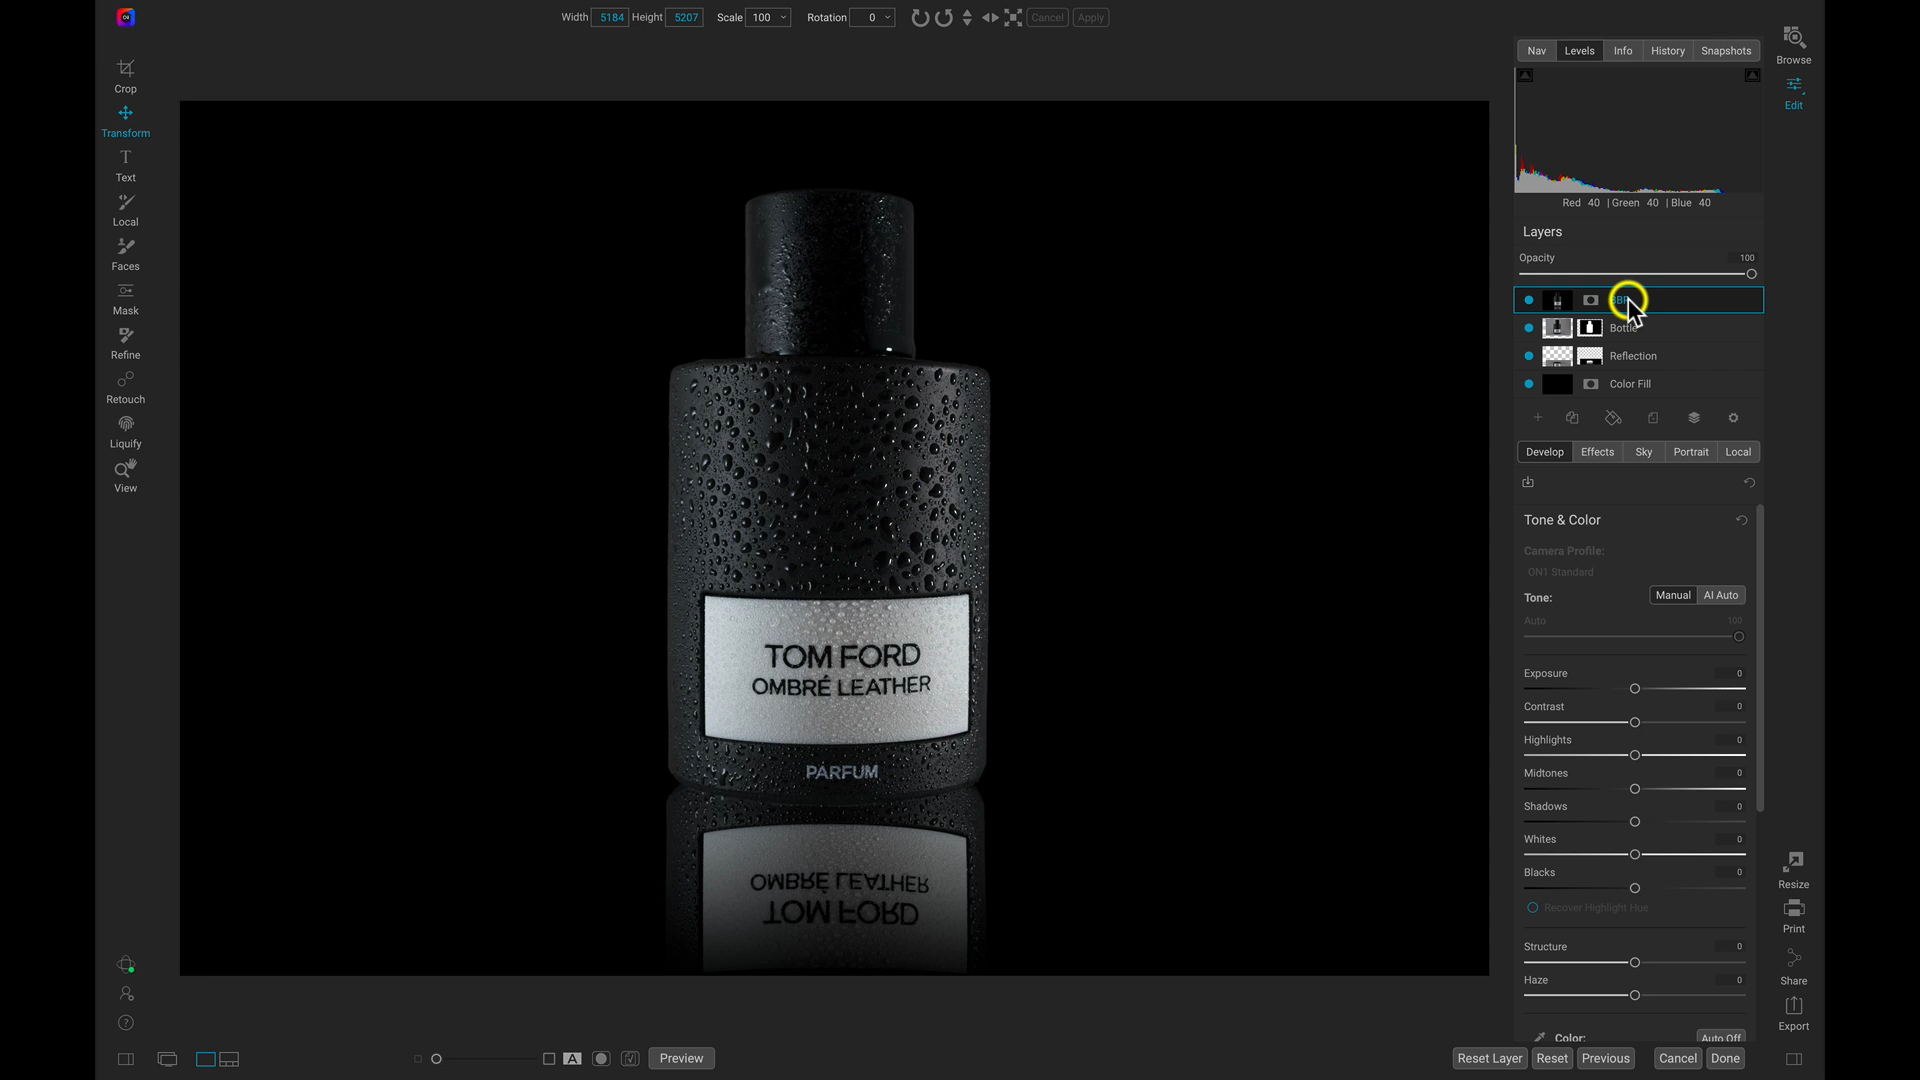 Width 5184 Height 5207 Scale 100 Rotation 0 Cancel Apply
Nav Levels Info History Snapshots
Browse
Edit
Crop
Transform
Text
Local
Faces
Mask
Refine
Retouch
Liquify
View
TOM FORD
OMBRÉ LEATHER
PARFUM
OMBRÉ LEATHER
TOM FORD
Red 40 | Green 40 | Blue 40
Layers
Opacity 100
Bottle
Reflection
Color Fill
Develop Effects Sky Portrait Local
Tone & Color
Camera Profile:
ON1 Standard
Tone: Manual AI Auto
Auto 100
Exposure 0
Contrast 0
Highlights 0
Midtones 0
Shadows 0
Whites 0
Blacks 0
Recover Highlight Hue
Structure 0
Haze 0
Color: Auto Off
Resize
Print
Share
Export
A Preview
Reset Layer Reset Previous Cancel Done